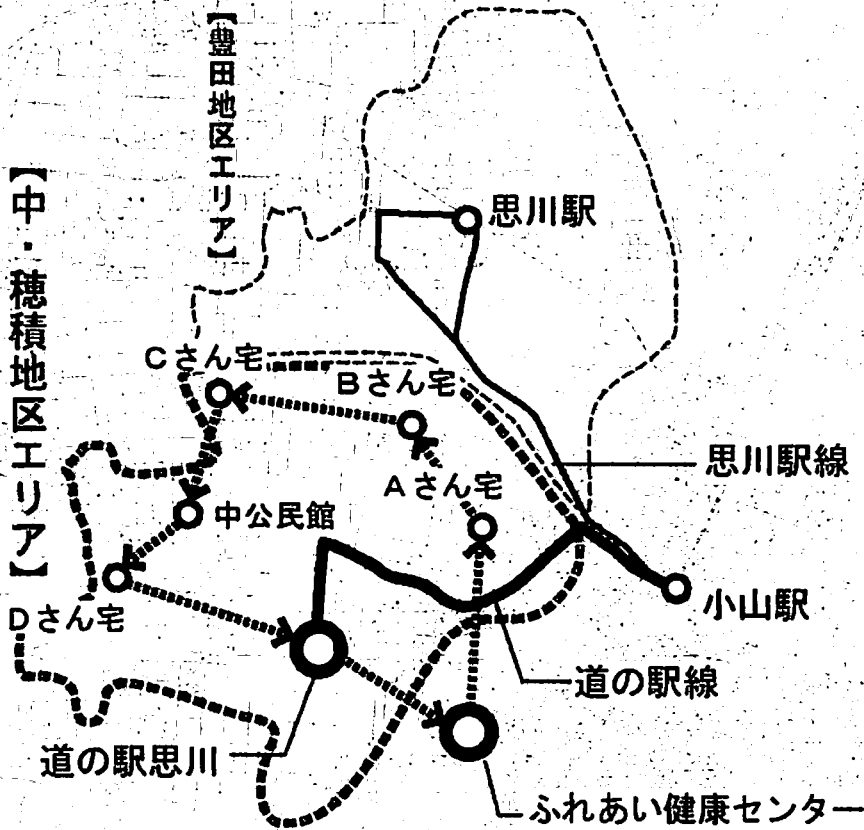 【豊田地区エリア】
【中・穂積地区エリア】
思川駅
Cさん宅
Bさん宅
思川駅線
Aさん宅
中公民館
小山駅
Dさん宅
道の駅線
道の駅思川
ふれあい健康センター